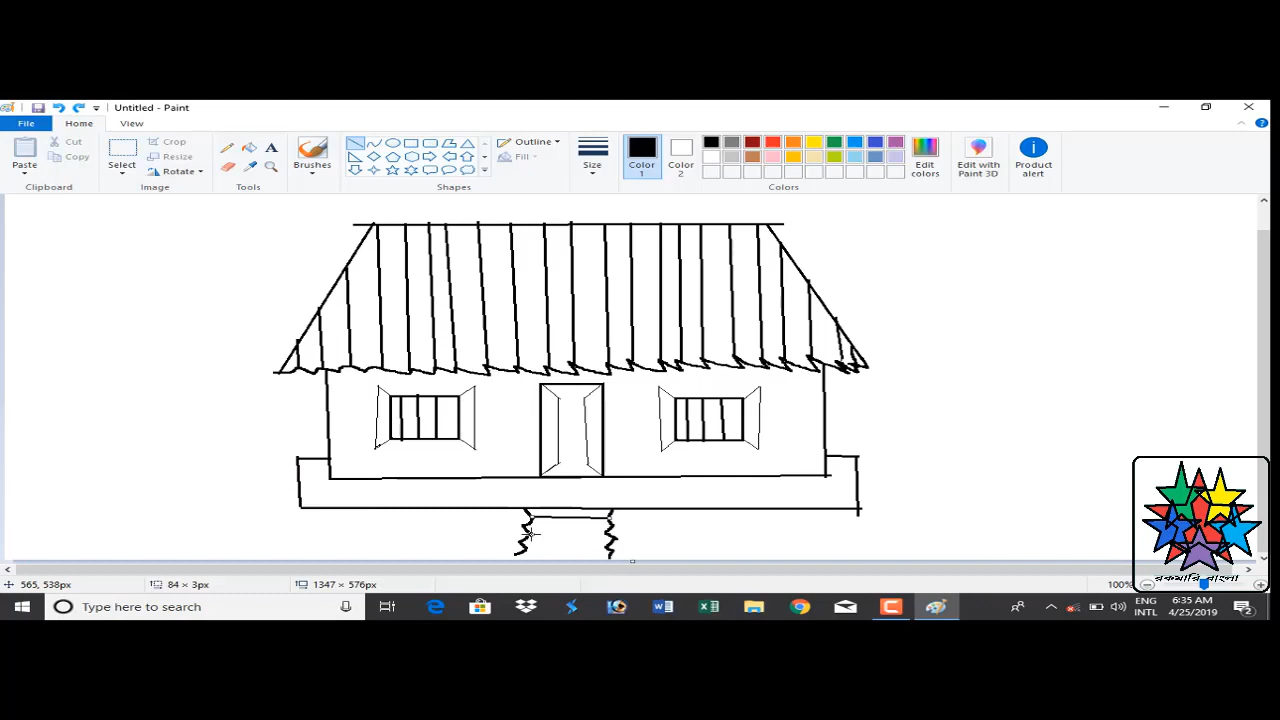 Untitled - Paint
File
Home
View
Paste
Cut
Copy
Clipboard
Select
Crop
Resize
Rotate
Image
A
Tools
Brushes
Outline
Fill
Shapes
Size
Color 1
Color 2
Colors
Edit colors
Edit with Paint 3D
Product alert
রকমারি বাংলা
565, 538px
84 × 3px
1347 × 576px
100%
Type here to search
ENG
INTL
6:35 AM
4/25/2019
2